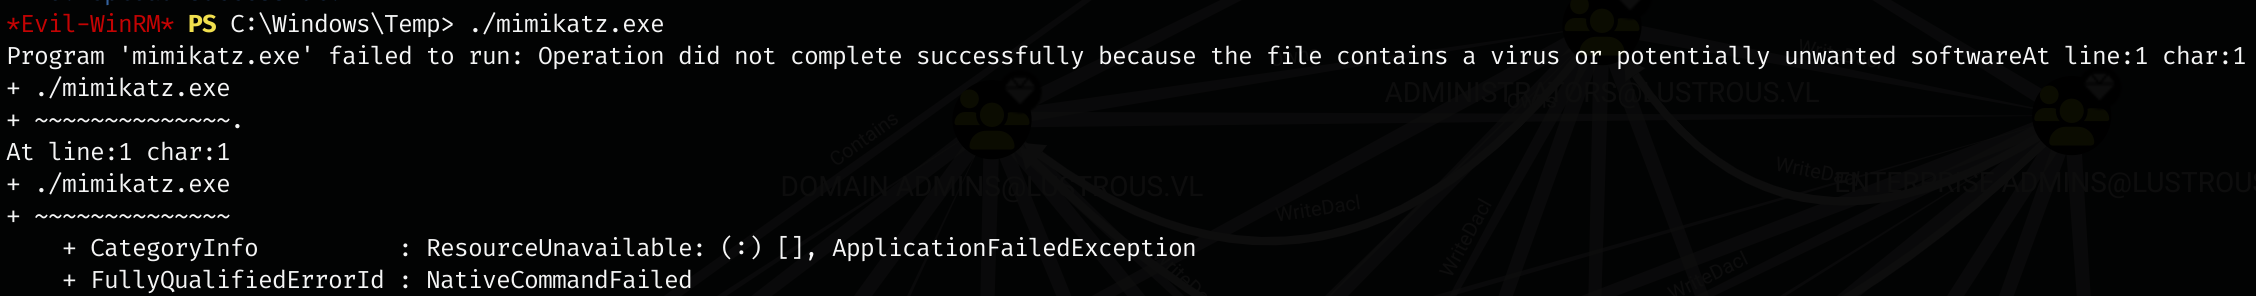 *Evil-WinRM* PS C:\Windows\Temp> ./mimikatz.exe
Program 'mimikatz.exe' failed to run: Operation did not complete successfully because the file contains a virus or potentially unwanted softwareAt line:1 char:1
+ ./mimikatz.exe
+ ~~~~~~~~~~~~~~.
At line:1 char:1
+ ./mimikatz.exe
+ ~~~~~~~~~~~~~~
    + CategoryInfo          : ResourceUnavailable: (:) [], ApplicationFailedException
    + FullyQualifiedErrorId : NativeCommandFailed
ADMINISTRATORS@LUSTROUS.VL
Contains
DOMAIN ADMINS@LUSTROUS.VL
WriteDacl
ENTERPRISE ADMINS@LUSTROUS
WriteDacl
WriteDacl
WriteDacl